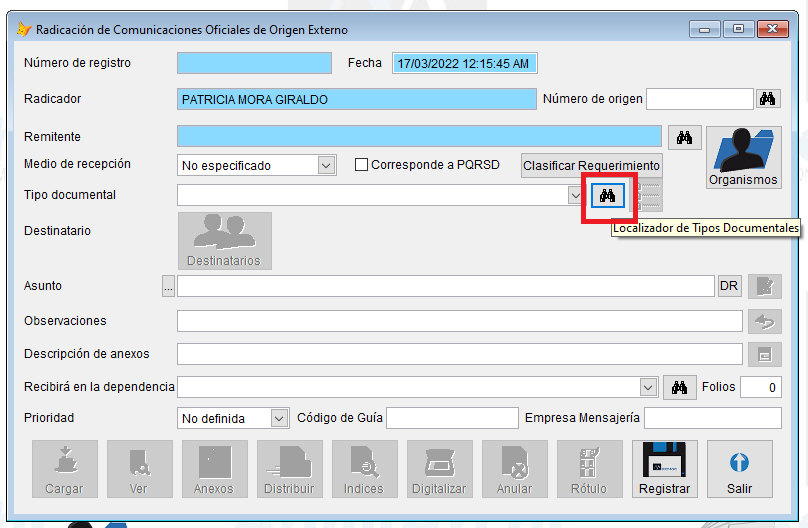 Radicación de Comunicaciones Oficiales de Origen Externo
Número de registro Fecha 17/03/2022 12:15:45 AM
Radicador PATRICIA MORA GIRALDO Número de origen
Remitente
Medio de recepción No especificado Corresponde a PQRSD Clasificar Requerimiento
Organismos
Tipo documental
Localizador de Tipos Documentales
Destinatario
Destinatarios
Asunto ... DR
Observaciones
Descripción de anexos
Recibirá en la dependencia Folios 0
Prioridad No definida Código de Guía Empresa Mensajería
Cargar Ver Anexos Distribuir Indices Digitalizar Anular Rótulo Registrar Salir